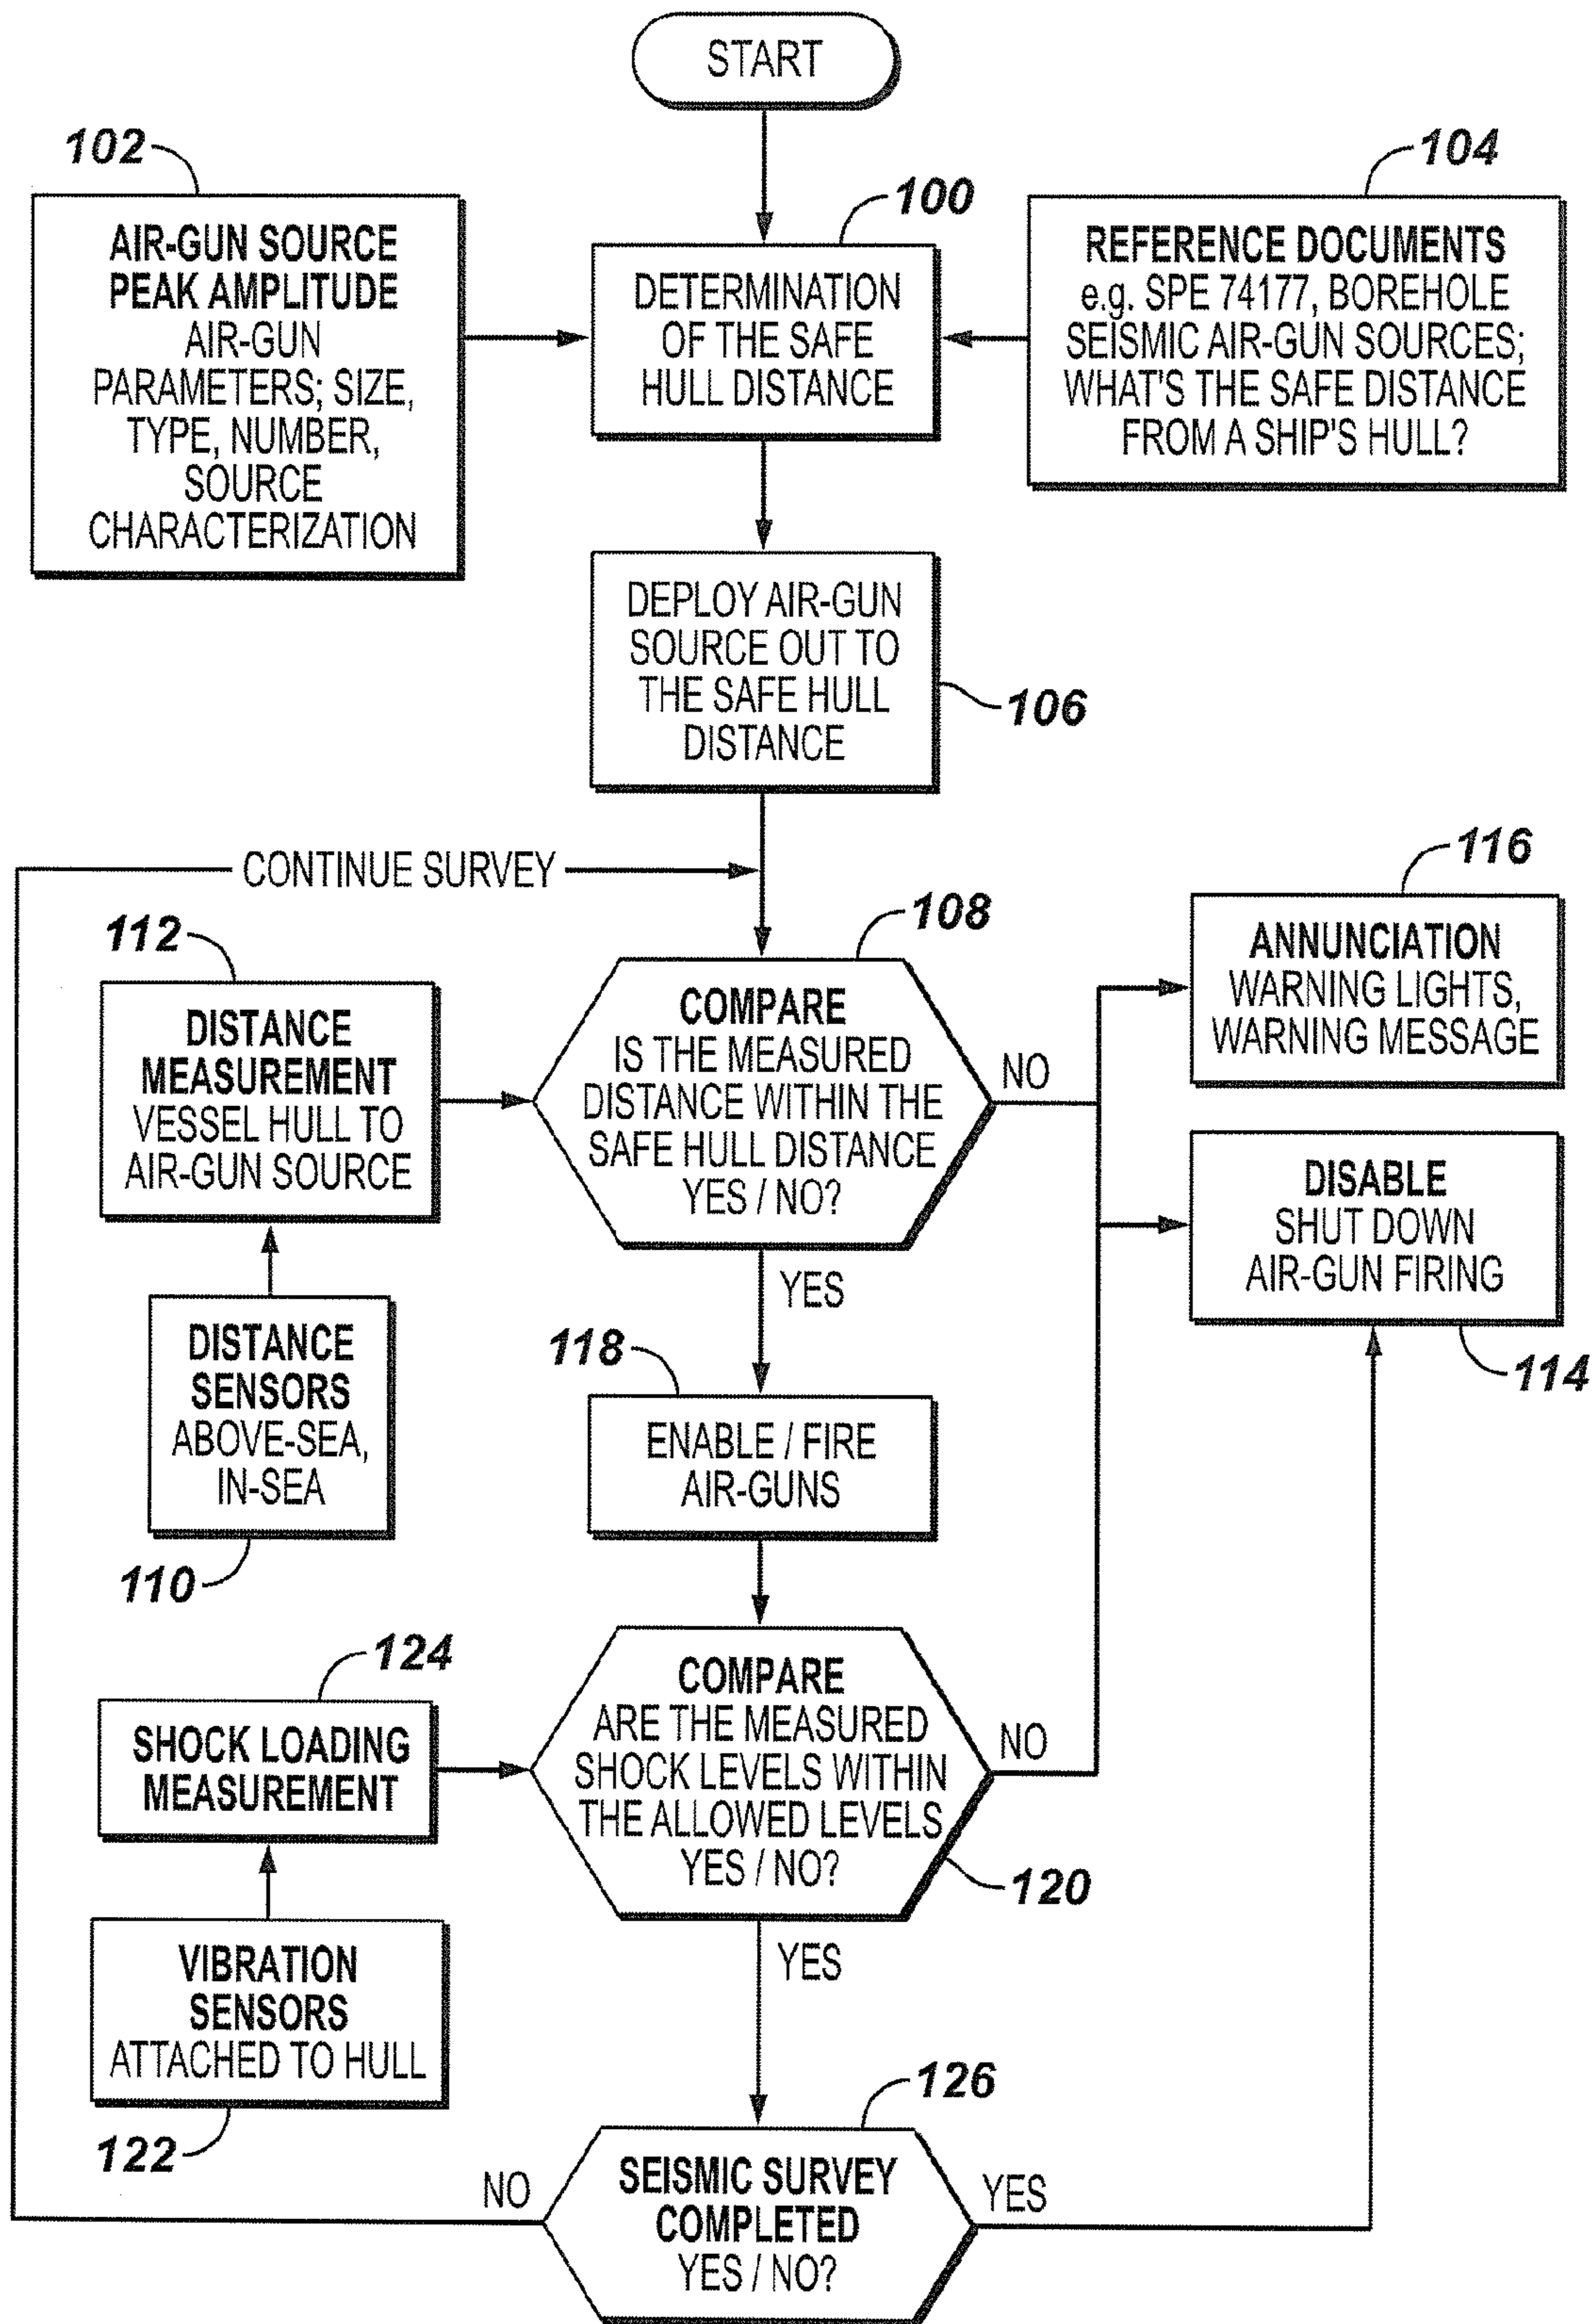 START
102
AIR-GUN SOURCE
PEAK AMPLITUDE
AIR-GUN
PARAMETERS; SIZE,
TYPE, NUMBER,
SOURCE
CHARACTERIZATION
100
DETERMINATION
OF THE SAFE
HULL DISTANCE
104
REFERENCE DOCUMENTS
e.g. SPE 74177, BOREHOLE
SEISMIC AIR-GUN SOURCES;
WHAT'S THE SAFE DISTANCE
FROM A SHIP'S HULL?
DEPLOY AIR-GUN
SOURCE OUT TO
THE SAFE HULL
DISTANCE
106
CONTINUE SURVEY
112
DISTANCE
MEASUREMENT
VESSEL HULL TO
AIR-GUN SOURCE
108
COMPARE
IS THE MEASURED
DISTANCE WITHIN THE
SAFE HULL DISTANCE
YES / NO?
NO
YES
116
ANNUNCIATION
WARNING LIGHTS,
WARNING MESSAGE
DISABLE
SHUT DOWN
AIR-GUN FIRING
114
DISTANCE
SENSORS
ABOVE-SEA,
IN-SEA
110
118
ENABLE / FIRE
AIR-GUNS
124
SHOCK LOADING
MEASUREMENT
COMPARE
ARE THE MEASURED
SHOCK LEVELS WITHIN
THE ALLOWED LEVELS
YES / NO?
NO
120
YES
VIBRATION
SENSORS
ATTACHED TO HULL
122
126
SEISMIC SURVEY
COMPLETED
YES / NO?
NO
YES